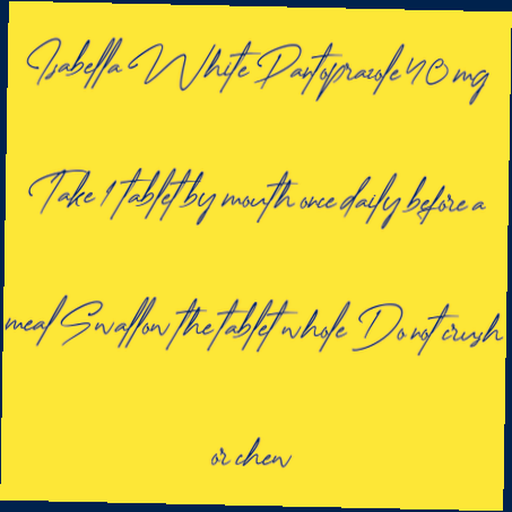 Isabella White Pantoprazole 40 mg
Take 1 tablet by mouth once daily before a
meal Swallow the tablet whole Do not crush
or chew